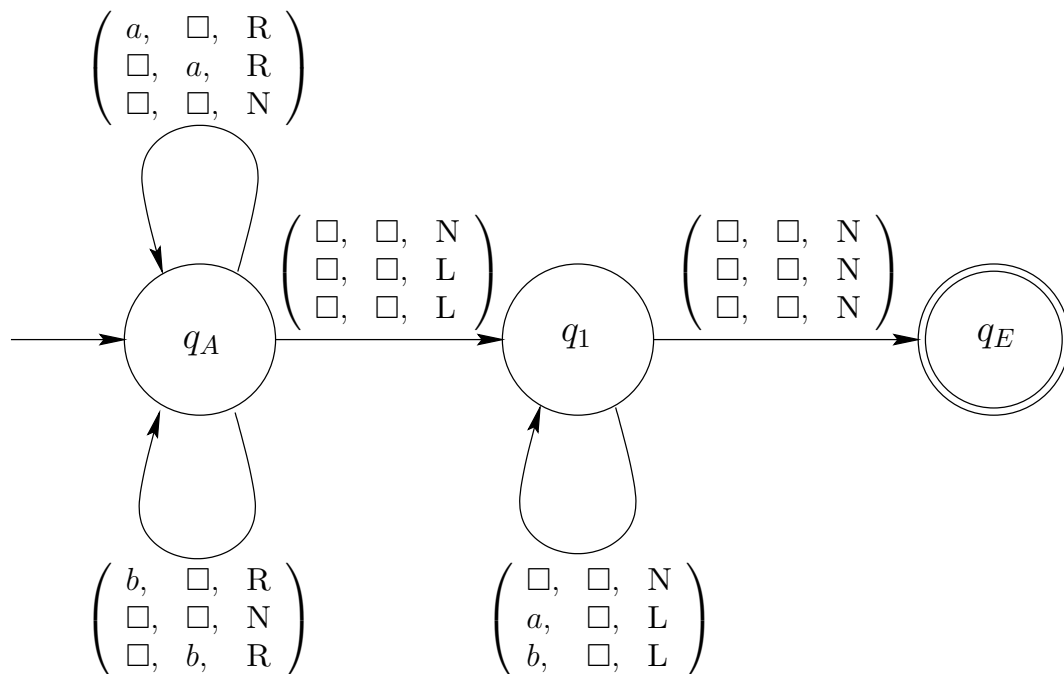 a, □, R
□, a, R
□, □, N
□, □, N
□, □, L
□, □, L
□, □, N
□, □, N
□, □, N
q_A
q_1
q_E
b, □, R
□, □, N
□, b, R
□, □, N
a, □, L
b, □, L